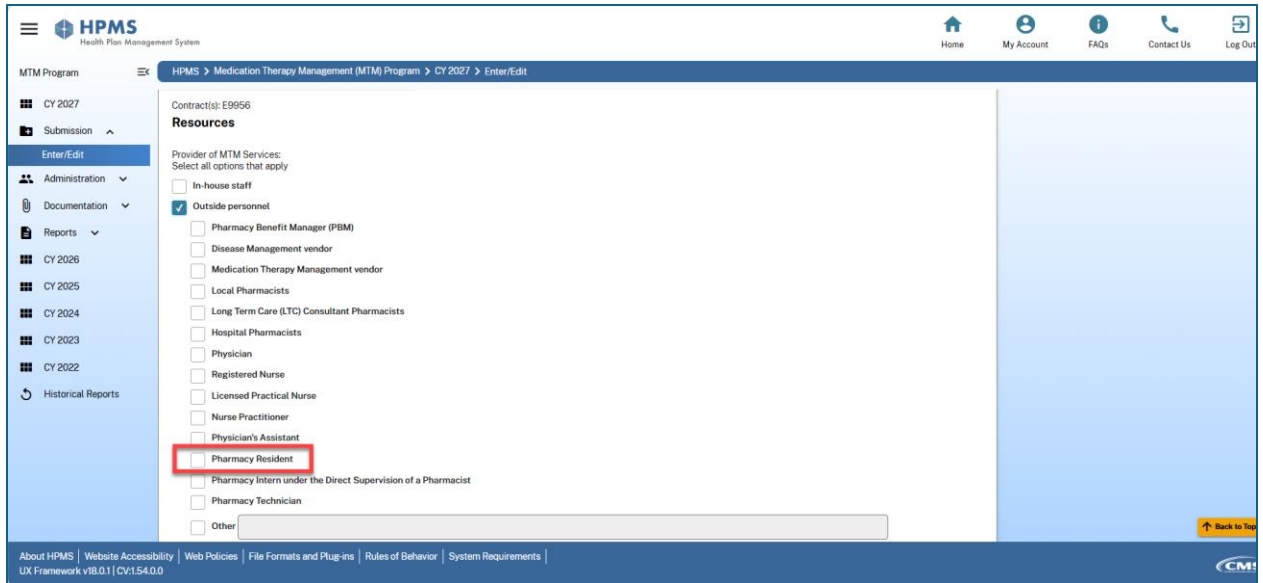 HPMS
Health Plan Management System
Home
My Account
FAQs
Contact Us
Log Out
MTM Program
HPMS > Medication Therapy Management (MTM) Program > CY 2027 > Enter/Edit
CY 2027
Submission
Enter/Edit
Administration
Documentation
Reports
CY 2026
CY 2025
CY 2024
CY 2023
CY 2022
Historical Reports
Contract(s): E9956
Resources
Provider of MTM Services:
Select all options that apply
In-house staff
Outside personnel
Pharmacy Benefit Manager (PBM)
Disease Management vendor
Medication Therapy Management vendor
Local Pharmacists
Long Term Care (LTC) Consultant Pharmacists
Hospital Pharmacists
Physician
Registered Nurse
Licensed Practical Nurse
Nurse Practitioner
Physician's Assistant
Pharmacy Resident
Pharmacy Intern under the Direct Supervision of a Pharmacist
Pharmacy Technician
Other
Back to Top
About HPMS | Website Accessibility | Web Policies | File Formats and Plug-ins | Rules of Behavior | System Requirements |
UX Framework v18.0.1 | CV:1.54.0.0
CMS